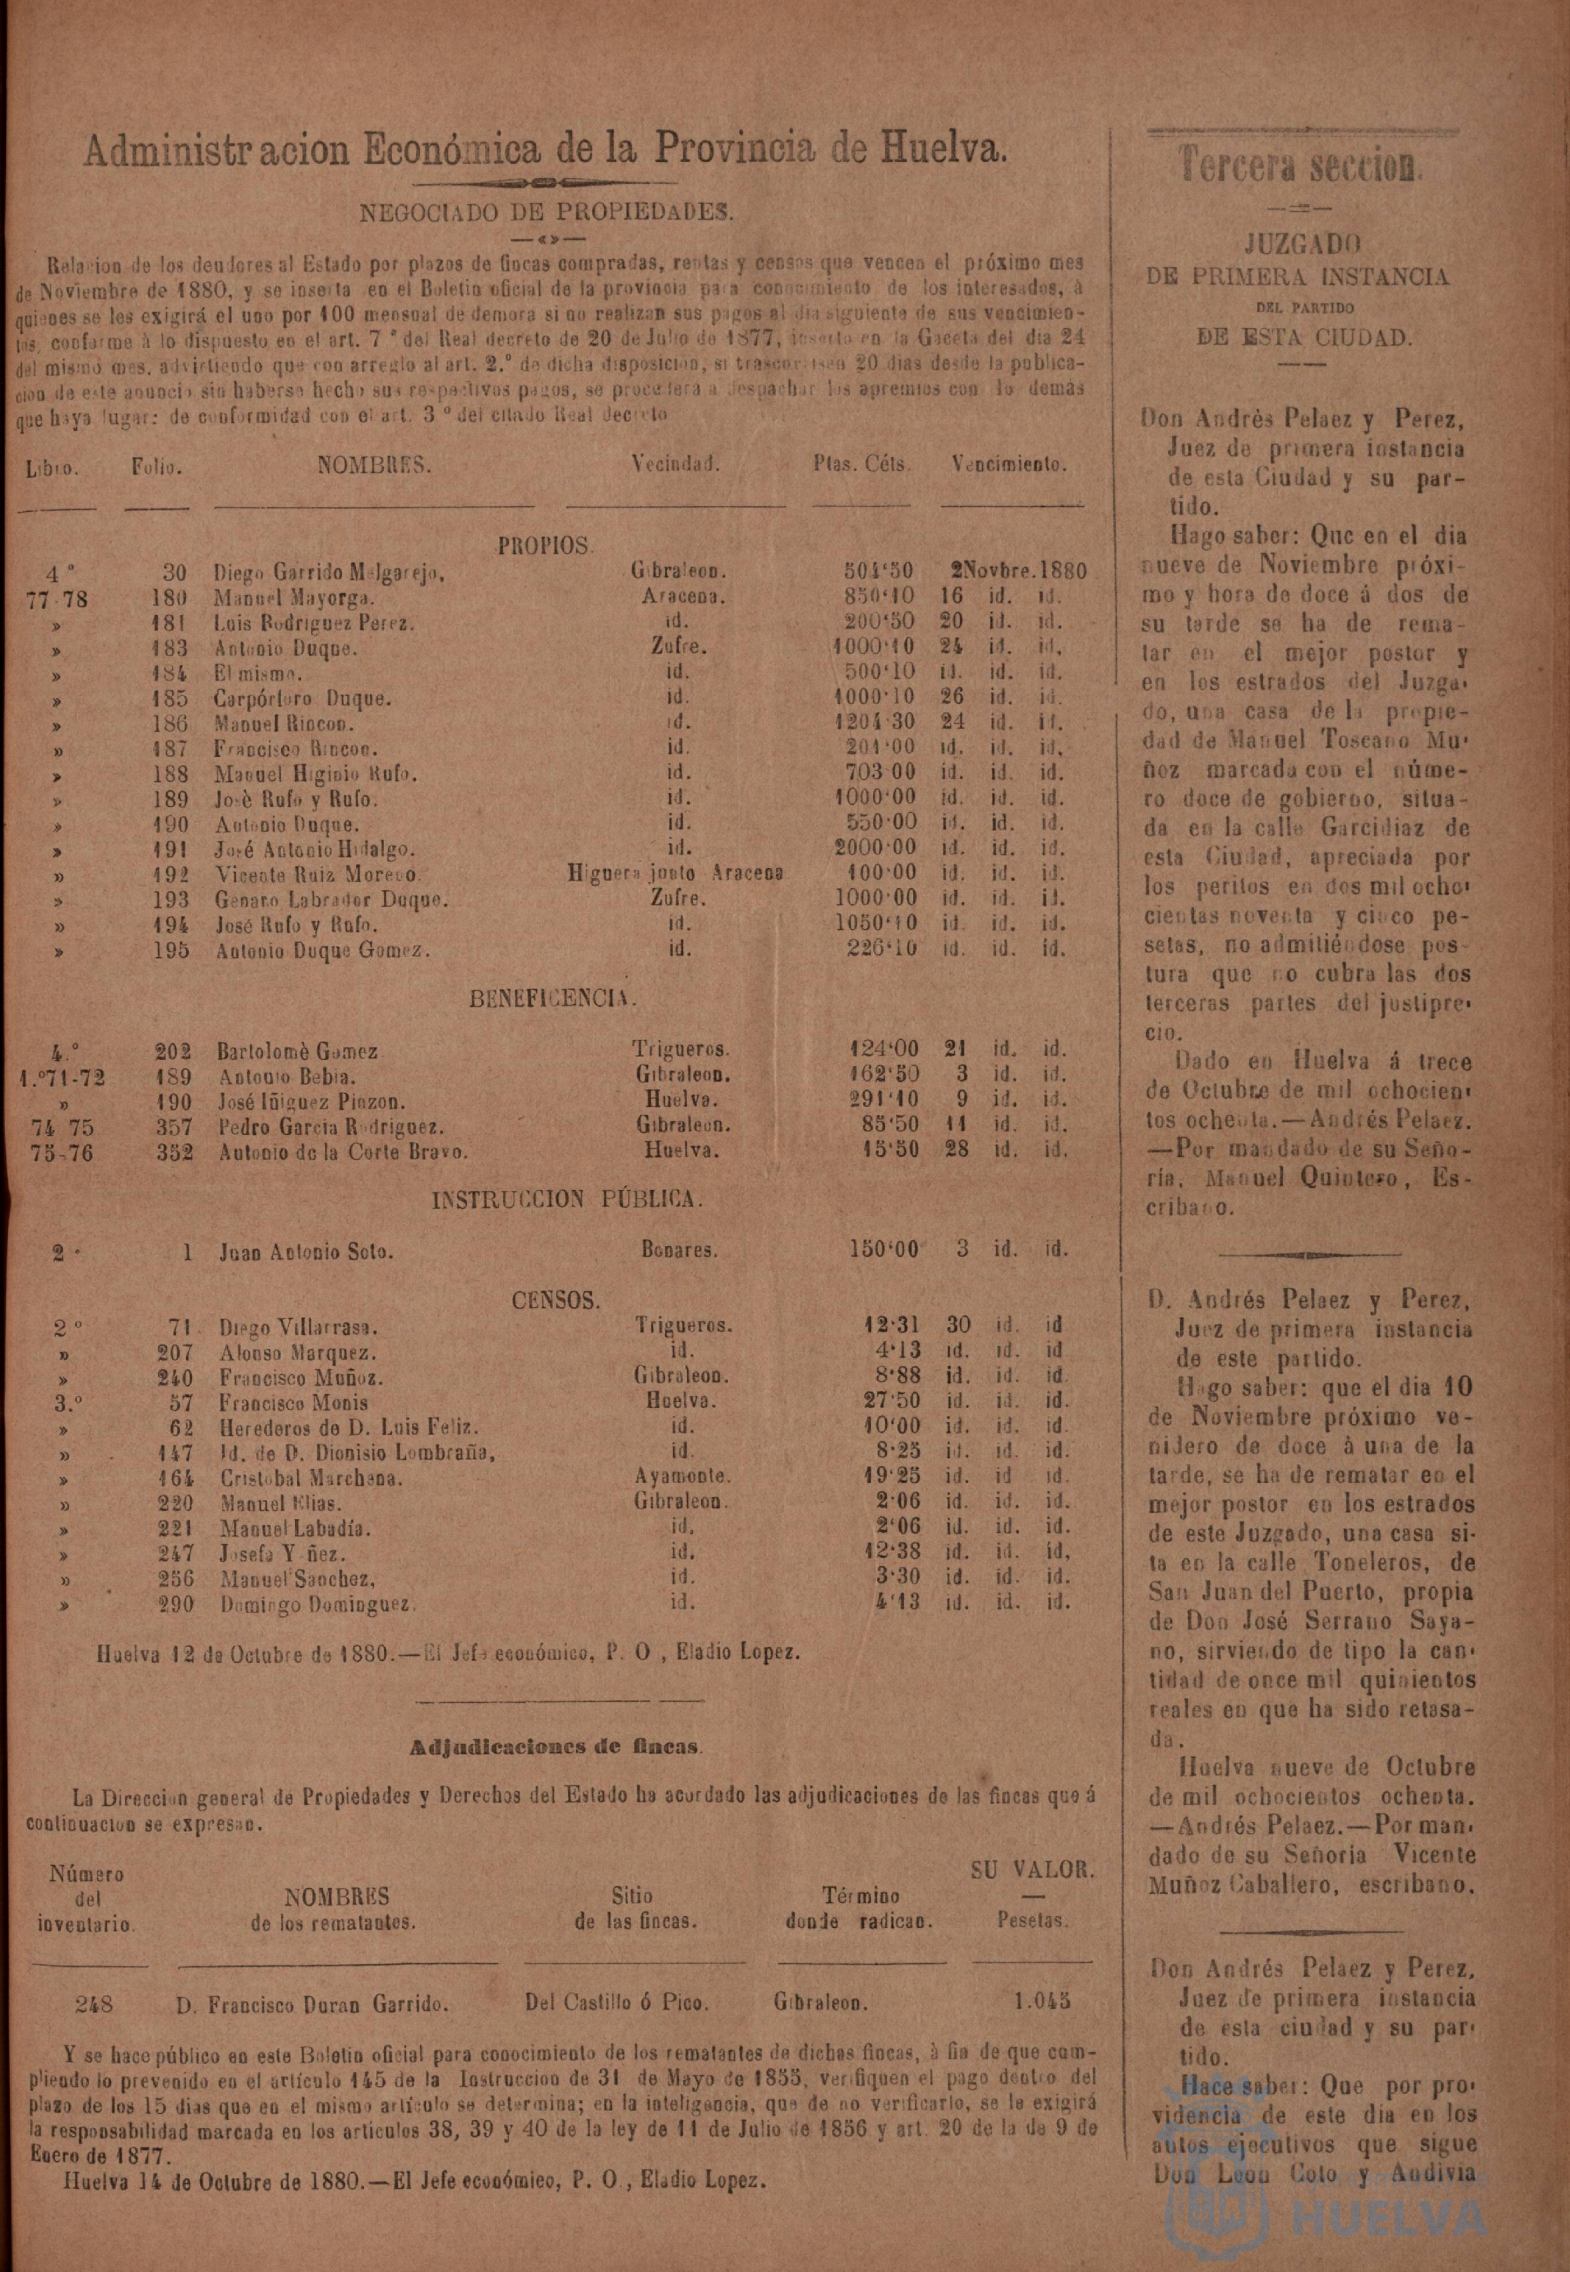 Administracion Económica de la Provincia de Huelva.
NEGOCIADO DE PROPIEDADES.
Relacion de los deudores al Estado por plazos de fincas compradas, rentas y censos que vencen el próximo mes
de Noviembre de 1880, y se inserta en el Boletin oficial de la provincia para conocimiento de los interesados, à
quienes se les exigirá el uno por 100 mensual de demora si no realizan sus pagos al dia siguiente de sus vencimien-
tos, conforme à lo dispuesto en el art. 7.º del Real decreto de 20 de Julio de 1877, inserto en la Gaceta del dia 24
del mismo mes, advirtiendo que con arreglo al art. 2.º de dicha disposicion, si trascurriesen 20 dias desde la publica-
cion de este anuncio sin haberse hecho sus respectivos pagos, se procederá a despachar los apremios con lo demás
que haya lugar: de conformidad con el art. 3 º del citado Real decreto
Libro. Folio. NOMBRES. Vecindad. Ptas. Céts. Vencimiento.
PROPIOS.
4 º 30 Diego Garrido Melgarejo, Gibraleon. 501'50 2Novbre.1880
77-78 180 Manuel Mayorga. Aracena. 850'10 16 id. id.
» 181 Luis Rodriguez Perez. id. 200'50 20 id. id.
» 183 Antonio Duque. Zufre. 1000'10 24 id. id.
» 184 El mismo. id. 500'10 id. id. id.
» 185 Carpóforo Duque. id. 1000'10 26 id. id.
» 186 Manuel Rincon. id. 1201'30 24 id. id.
» 187 Francisco Rincon. id. 201'00 id. id. id.
» 188 Manuel Higinio Rufo. id. 703'00 id. id. id.
» 189 Josè Rufo y Rufo. id. 1000'00 id. id. id.
» 190 Antonio Duque. id. 550'00 id. id. id.
» 191 José Antonio Hidalgo. id. 2000'00 id. id. id.
» 192 Vicente Ruiz Moreno. Higuera junto Aracena 100'00 id. id. id.
» 193 Genaro Labrador Duque. Zufre. 1000'00 id. id. id.
» 194 José Rufo y Rufo. id. 1050'10 id. id. id.
» 195 Antonio Duque Gomez. id. 226'10 id. id. id.
BENEFICENCIA.
4.º 202 Bartolomè Gomez Trigueros. 124'00 21 id. id.
1.º71-72 189 Antonio Bebia. Gibraleon. 162'50 3 id. id.
» 190 José Iñiguez Pinzon. Huelva. 291'10 9 id. id.
74 75 357 Pedro Garcia Rodriguez. Gibraleon. 85'50 11 id. id.
75-76 352 Antonio de la Corte Bravo. Huelva. 15'50 28 id. id.
INSTRUCCION PÚBLICA.
2 º 1 Juan Antonio Soto. Bonares. 150'00 3 id. id.
CENSOS.
2 º 71 Diego Villarrasa. Trigueros. 12'31 30 id. id
» 207 Alonso Marquez. id. 4'13 id. id. id
» 240 Francisco Muñoz. Gibraleon. 8'88 id. id. id.
3.º 57 Francisco Monis Huelva. 27'50 id. id. id.
» 62 Herederos de D. Luis Feliz. id. 10'00 id. id. id.
» 147 Id. de D. Dionisio Lombraña, id. 8'25 id. id. id.
» 164 Cristobal Marchena. Ayamonte. 19'25 id. id id.
» 220 Manuel Elias. Gibraleon. 2'06 id. id. id.
» 221 Manuel Labadía. id. 2'06 id. id. id.
» 247 Josefa Yañez. id. 12'38 id. id. id,
» 256 Manuel Sanchez, id. 3'30 id. id. id.
» 290 Domingo Dominguez. id. 4'13 id. id. id.
Huelva 12 de Octubre de 1880.—El Jefe económico, P. O , Eladio Lopez.
Adjudicaciones de fincas.
La Direccion general de Propiedades y Derechos del Estado ha acordado las adjudicaciones de las fincas que á
continuacion se expresan.
Número del inventario. NOMBRES de los rematantes. Sitio de las fincas. Término donde radican. SU VALOR. — Pesetas.
248 D. Francisco Duran Garrido. Del Castillo ó Pico. Gibraleon. 1.045
Y se hace público en este Boletin oficial para conocimiento de los rematantes de dichas fincas, à fin de que cum-
pliendo lo prevenido en el artículo 145 de la Instruccion de 31 de Mayo de 1855, verifiquen el pago dentro del
plazo de los 15 dias que en el mismo artículo se determina; en la inteligencia, que de no verificarlo, se le exigirá
la responsabilidad marcada en los articulos 38, 39 y 40 de la ley de 11 de Julio de 1856 y art. 20 de la de 9 de
Enero de 1877.
Huelva 14 de Octubre de 1880.—El Jefe económico, P. O., Eladio Lopez.
Tercera seccion.
JUZGADO
DE PRIMERA INSTANCIA
DEL PARTIDO
DE ESTA CIUDAD.
Don Andrès Pelaez y Perez,
Juez de primera instancia
de esta Ciudad y su par-
tido.
Hago saber: Que en el dia
nueve de Noviembre próxi-
mo y hora de doce á dos de
su tarde se ha de rema-
tar en el mejor postor y
en los estrados del Juzga-
do, una casa de la propie-
dad de Manuel Toscano Mu-
ñoz marcada con el núme-
ro doce de gobierno, situa-
da en la calle Garcidiaz de
esta Ciudad, apreciada por
los peritos en dos mil ocho-
cientas noventa y cinco pe-
setas, no admitiéndose pos-
tura que no cubra las dos
terceras partes del justipre-
cio.
Dado en Huelva á trece
de Octubre de mil ochocien-
tos ochenta.—Andrés Pelaez.
—Por mandado de su Seño-
ría, Manuel Quintero, Es-
cribano.
D. Andrés Pelaez y Perez,
Juez de primera instancia
de este partido.
Hago saber: que el dia 10
de Noviembre próximo ve-
nidero de doce à una de la
tarde, se ha de rematar en el
mejor postor en los estrados
de este Juzgado, una casa si-
ta en la calle Toneleros, de
San Juan del Puerto, propia
de Don José Serrano Saya-
no, sirviendo de tipo la can-
tidad de once mil quinientos
reales en que ha sido retasa-
da.
Huelva nueve de Octubre
de mil ochocientos ochenta.
—Andrés Pelaez.—Por man-
dado de su Señoria Vicente
Muñoz Caballero, escribano.
Don Andrés Pelaez y Perez,
Juez de primera instancia
de esta ciudad y su par-
tido.
Hace saber: Que por pro-
videncia de este dia en los
autos ejecutivos que sigue
Don Leon Coto y Andivia
HUELVA